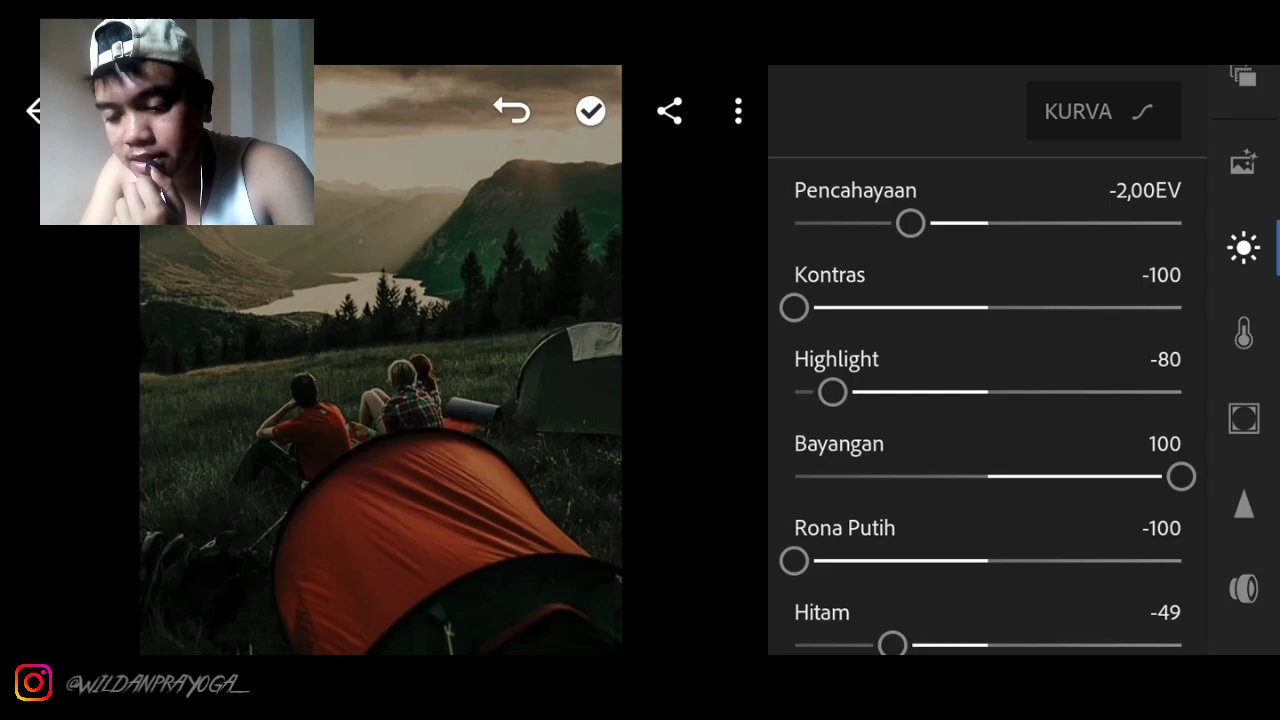 KURVA
Pencahayaan -2,00EV
Kontras -100
Highlight -80
Bayangan 100
Rona Putih -100
Hitam -49
@WILDANPRAYOGA_